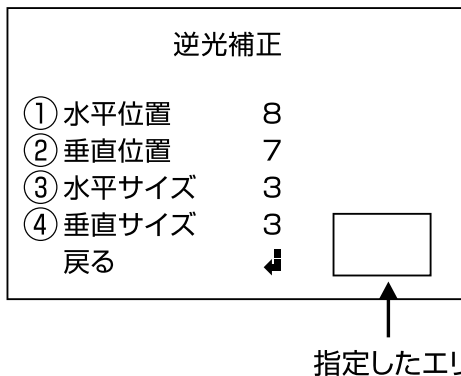 逆光補正
①水平位置 8
②垂直位置 7
③水平サイズ 3
④垂直サイズ 3
戻る ↲
指定したエリ